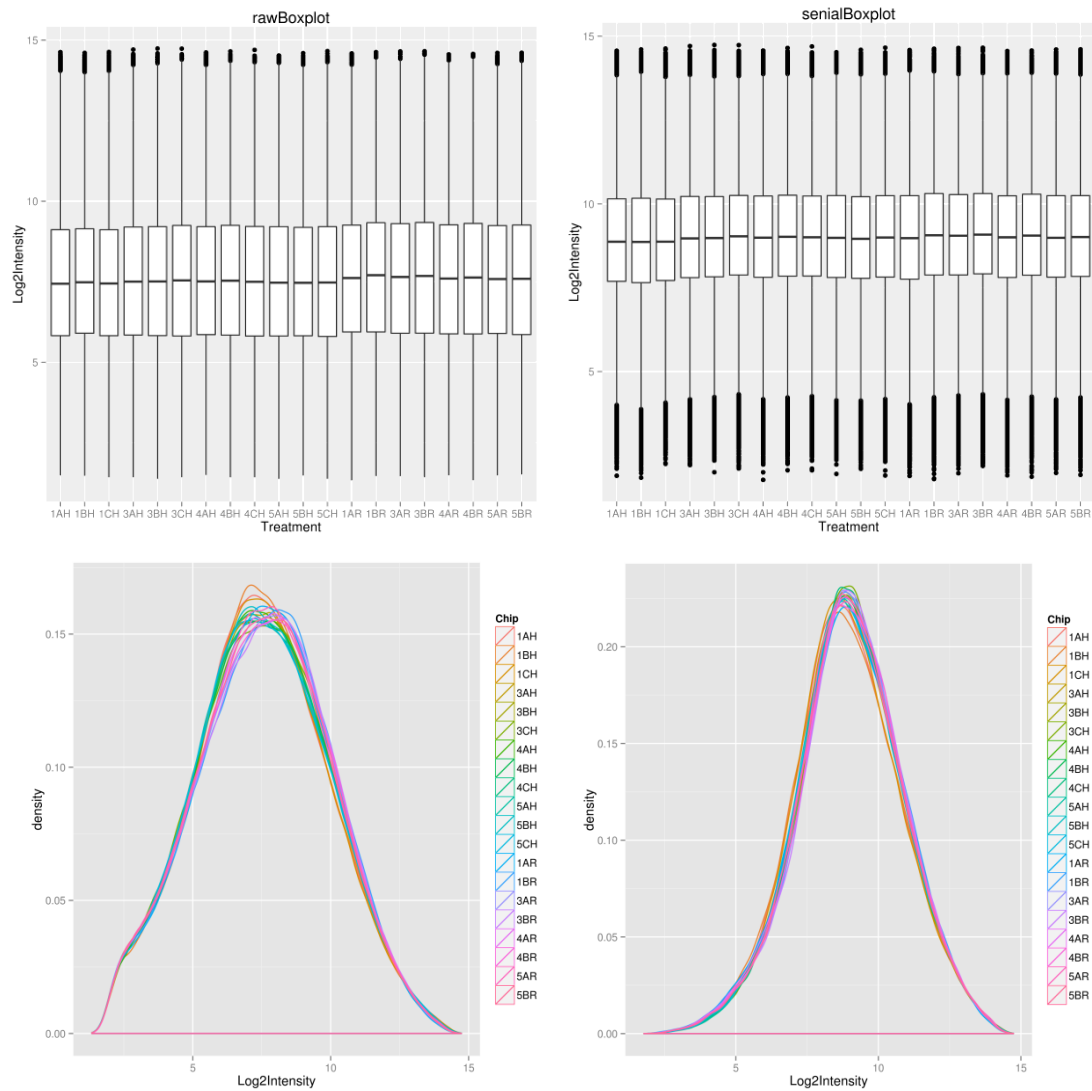 rawBoxplot
15
10
5
Log2Intensity
1AH 1BH 1CH 3AH 3BH 3CH 4AH 4BH 4CH 5AH 5BH 5CH 1AR 1BR 3AR 3BR 4AR 4BR 5AR 5BR
Treatment
senialBoxplot
15
10
5
Log2Intensity
1AH 1BH 1CH 3AH 3BH 3CH 4AH 4BH 4CH 5AH 5BH 5CH 1AR 1BR 3AR 3BR 4AR 4BR 5AR 5BR
Treatment
0.15
0.10
0.05
0.00
density
5 10 15
Log2Intensity
Chip
1AH
1BH
1CH
3AH
3BH
3CH
4AH
4BH
4CH
5AH
5BH
5CH
1AR
1BR
3AR
3BR
4AR
4BR
5AR
5BR
0.20
0.15
0.10
0.05
0.00
density
5 10 15
Log2Intensity
Chip
1AH
1BH
1CH
3AH
3BH
3CH
4AH
4BH
4CH
5AH
5BH
5CH
1AR
1BR
3AR
3BR
4AR
4BR
5AR
5BR